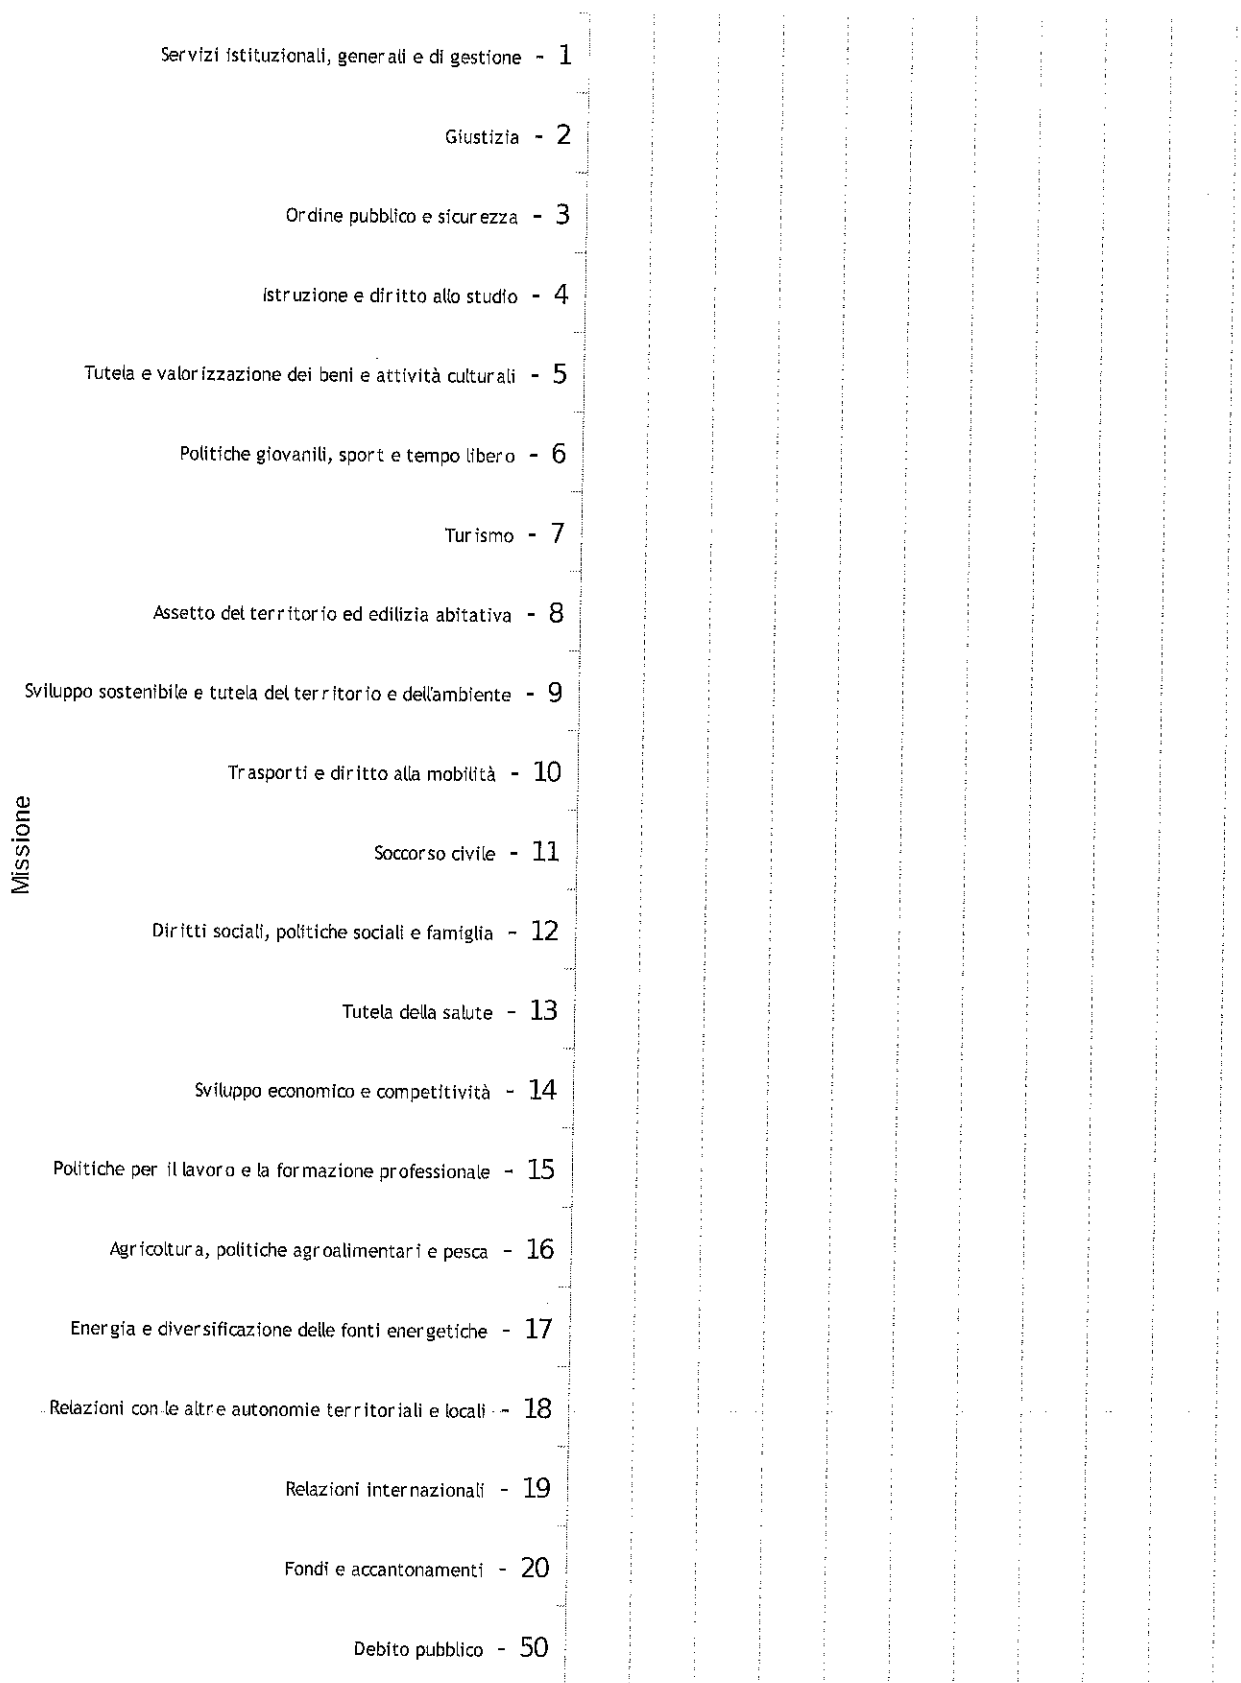 Servizi istituzionali, generali e di gestione - 1
Giustizia - 2
Ordine pubblico e sicurezza - 3
Istruzione e diritto allo studio - 4
Tutela e valorizzazione dei beni e attività culturali - 5
Politiche giovanili, sport e tempo libero - 6
Turismo - 7
Assetto del territorio ed edilizia abitativa - 8
Sviluppo sostenibile e tutela del territorio e dell'ambiente - 9
Trasporti e diritto alla mobilità - 10
Missione
Soccorso civile - 11
Diritti sociali, politiche sociali e famiglia - 12
Tutela della salute - 13
Sviluppo economico e competitività - 14
Politiche per il lavoro e la formazione professionale - 15
Agricoltura, politiche agroalimentari e pesca - 16
Energia e diversificazione delle fonti energetiche - 17
Relazioni con le altre autonomie territoriali e locali - 18
Relazioni internazionali - 19
Fondi e accantonamenti - 20
Debito pubblico - 50